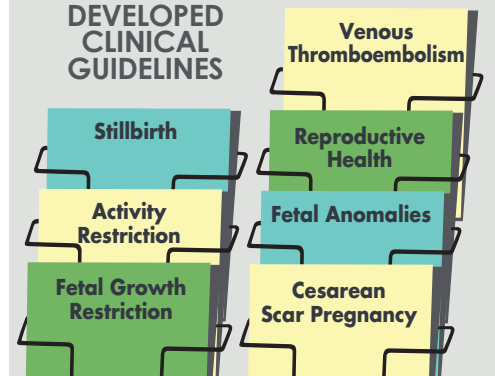 DEVELOPED
CLINICAL
GUIDELINES
Stillbirth
Activity
Restriction
Fetal Growth
Restriction
Venous
Thromboembolism
Reproductive
Health
Fetal Anomalies
Cesarean
Scar Pregnancy